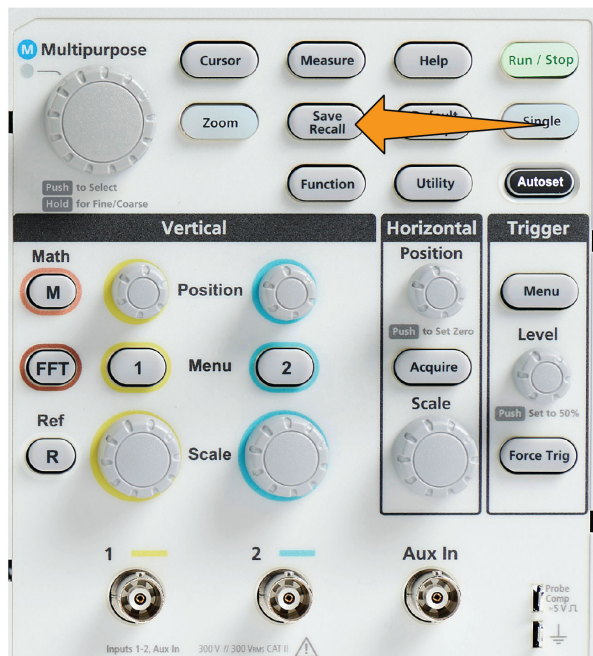 M Multipurpose
Cursor
Measure
Help
Run / Stop
Zoom
Save
Recall
Single
Push to Select
Hold for Fine/Coarse
Function
Utility
Autoset
Vertical
Horizontal
Trigger
Math
M
Position
Position
Push to Set Zero
Menu
Level
FFT
1
Menu
2
Acquire
Push Set to 50%
Ref
R
Scale
Scale
Force Trig
1
2
Aux In
Probe
Comp
~5 V
Inputs 1-2, Aux In
300 V // 300 VRMS CAT II